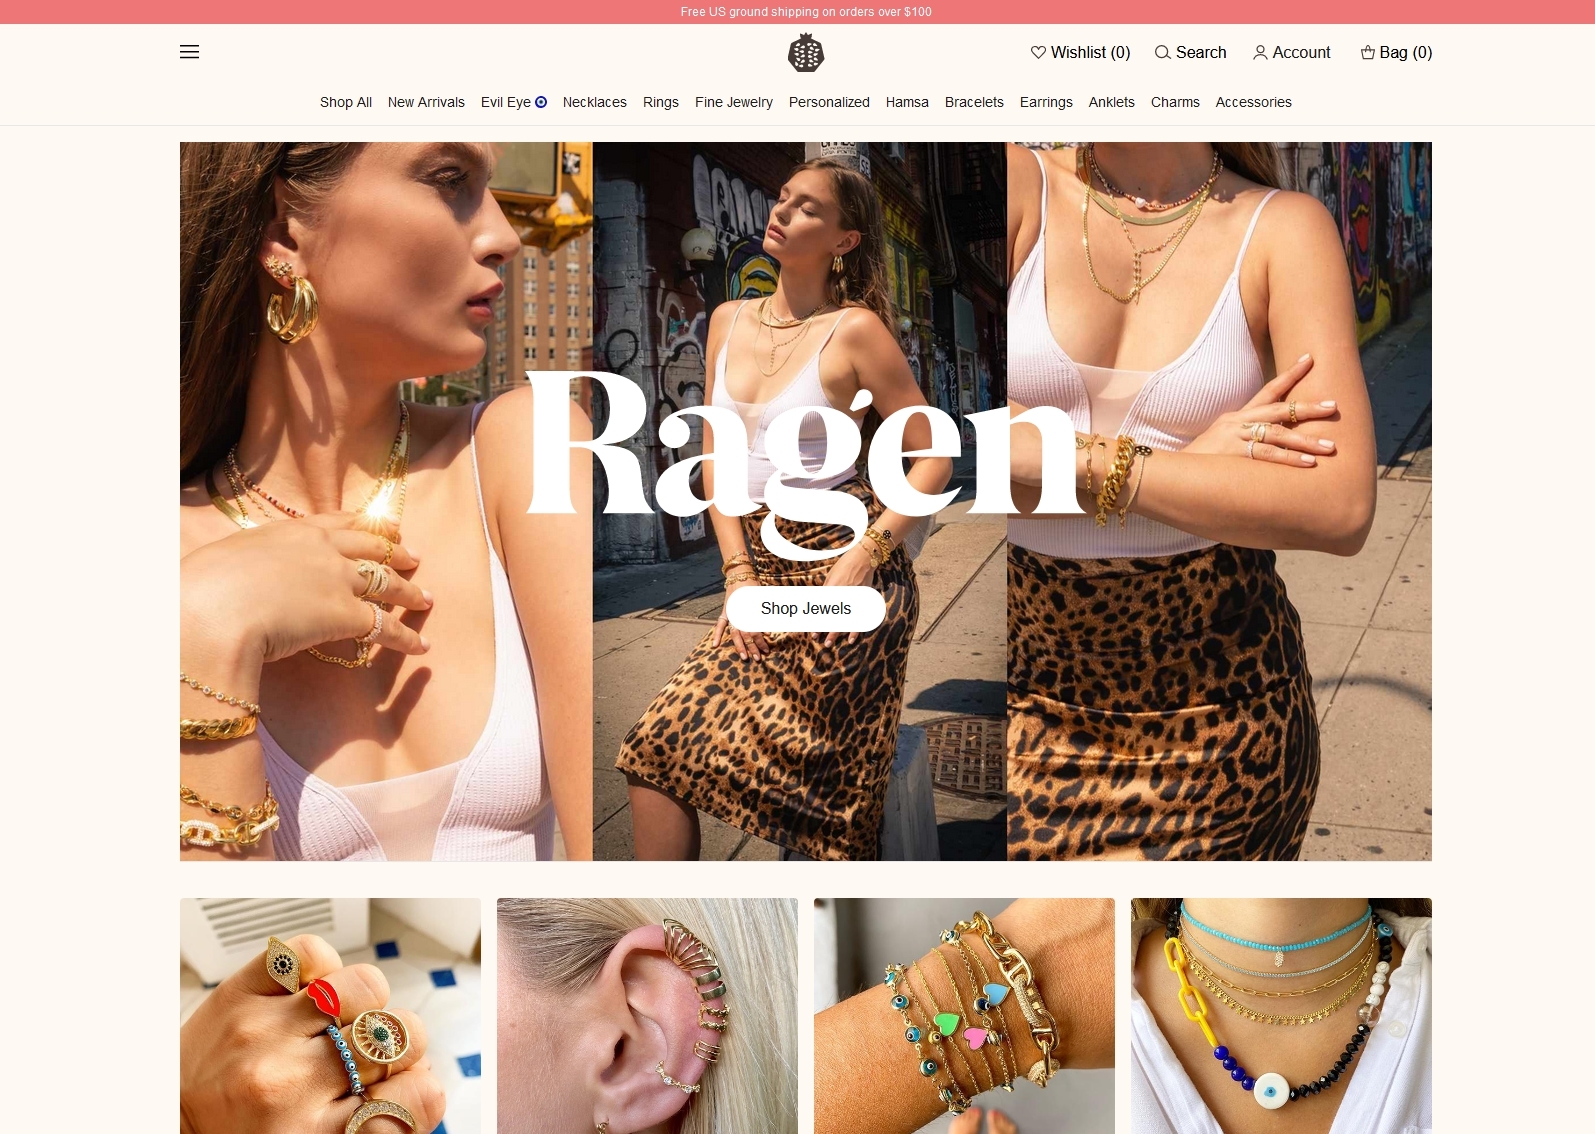 Free US ground shipping on orders over $100
Wishlist (0) Search Account Bag (0)
Shop All New Arrivals Evil Eye Necklaces Rings Fine Jewelry Personalized Hamsa Bracelets Earrings Anklets Charms Accessories
Ragen
Shop Jewels